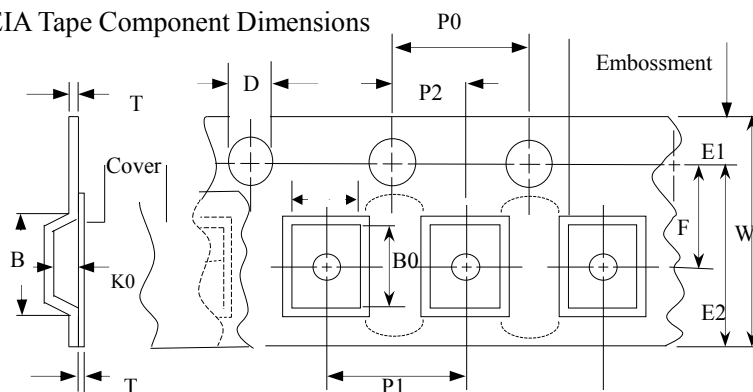 EIA Tape Component Dimensions
P0
Embossment
D
P2
T
E1
Cover
F
W
B
B0
K0
E2
T
P1